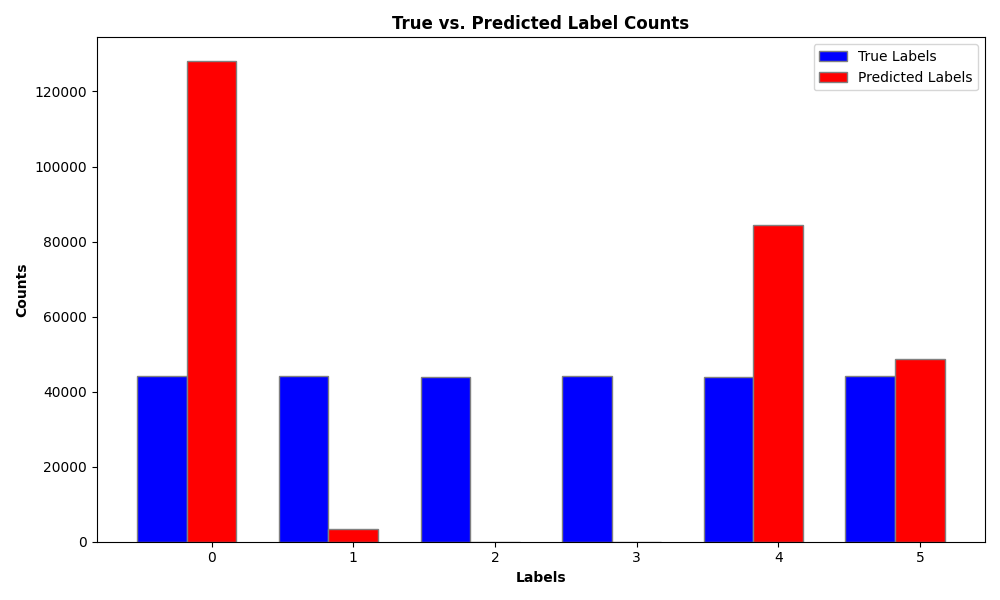 True vs. Predicted Label Counts
True Labels
Predicted Labels
120000
100000
80000
60000
40000
20000
0
Counts
0 1 2 3 4 5
Labels